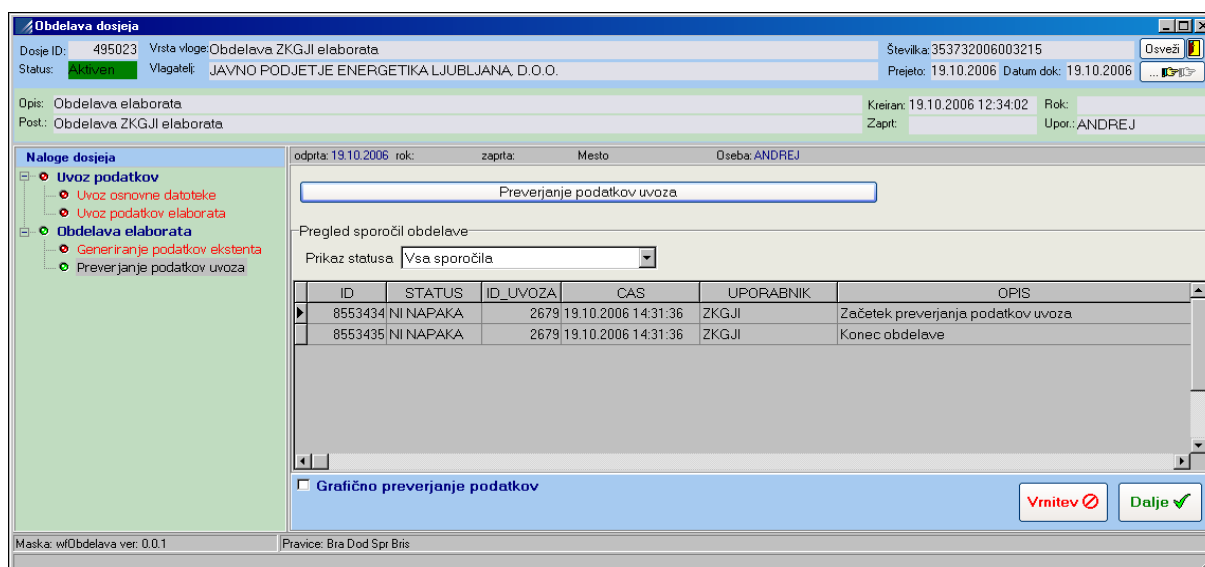 Obdelava dosjeja
Dosje ID: 495023 Vrsta vloge: Obdelava ZKGJI elaborata Številka: 353732006003215 Osveži
Status: Aktiven Vlagatelj: JAVNO PODJETJE ENERGETIKA LJUBLJANA, D.O.O. Prejeto: 19.10.2006 Datum dok: 19.10.2006 ...
Opis: Obdelava elaborata Kreiran: 19.10.2006 12:34:02 Rok:
Post.: Obdelava ZKGJI elaborata Zaprt: Upor.: ANDREJ
Naloge dosjeja
Uvoz podatkov
Uvoz osnovne datoteke
Uvoz podatkov elaborata
Obdelava elaborata
Generiranje podatkov ekstenta
Preverjanje podatkov uvoza
odprta: 19.10.2006 rok: zaprta: Mesto Oseba: ANDREJ
Preverjanje podatkov uvoza
Pregled sporočil obdelave
Prikaz statusa Vsa sporočila
ID STATUS ID_UVOZA CAS UPORABNIK OPIS
8553434 NI NAPAKA 2679 19.10.2006 14:31:36 ZKGJI Začetek preverjanja podatkov uvoza
8553435 NI NAPAKA 2679 19.10.2006 14:31:36 ZKGJI Konec obdelave
Grafično preverjanje podatkov
Vrnitev Dalje
Maska: wfObdelava ver: 0.0.1 Pravice: Bra Dod Spr Bris